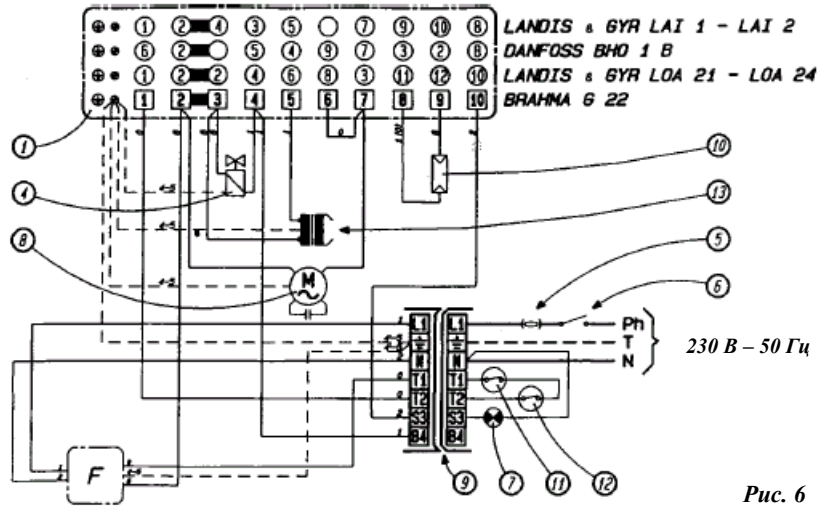 ⊕ • 1 2 4 3 5 7 9 10 8 LANDIS & GYR LAI 1 - LAI 2
⊕ • 6 2 5 4 9 7 3 2 8 DANFOSS BHO 1 B
⊕ • 1 2 2 4 6 8 3 11 12 10 LANDIS & GYR LOA 21 - LOA 24
1 2 3 4 5 6 7 8 9 10 BRAHMA G 22
1
10
4
13
8
M
5
6
L1 L1 Ph
T
N N N
230 В – 50 Гц
T1 T1
T2 T2
S3 S3
B4 B4
F
9 7 11 12
Рис. 6